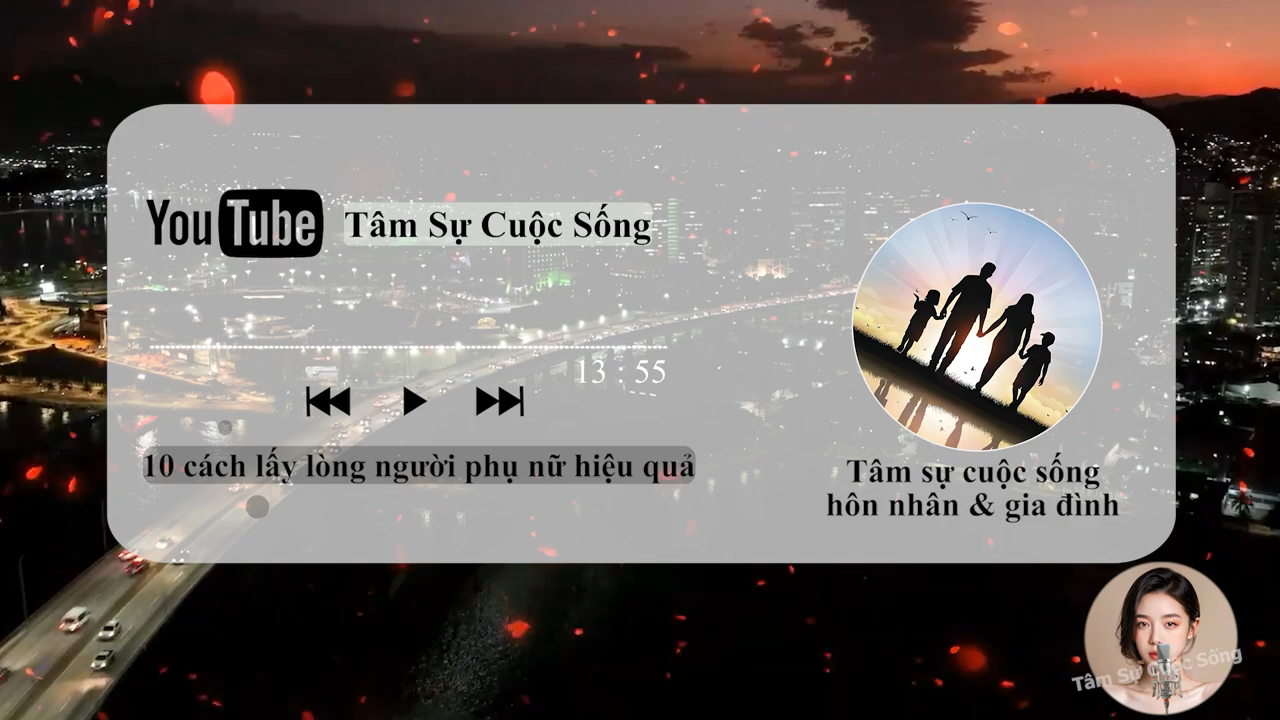 YouTube Tâm Sự Cuộc Sống
13 : 55
10 cách lấy lòng người phụ nữ hiệu quả
Tâm sự cuộc sống
hôn nhân & gia đình
Tâm Sự Cuộc Sống